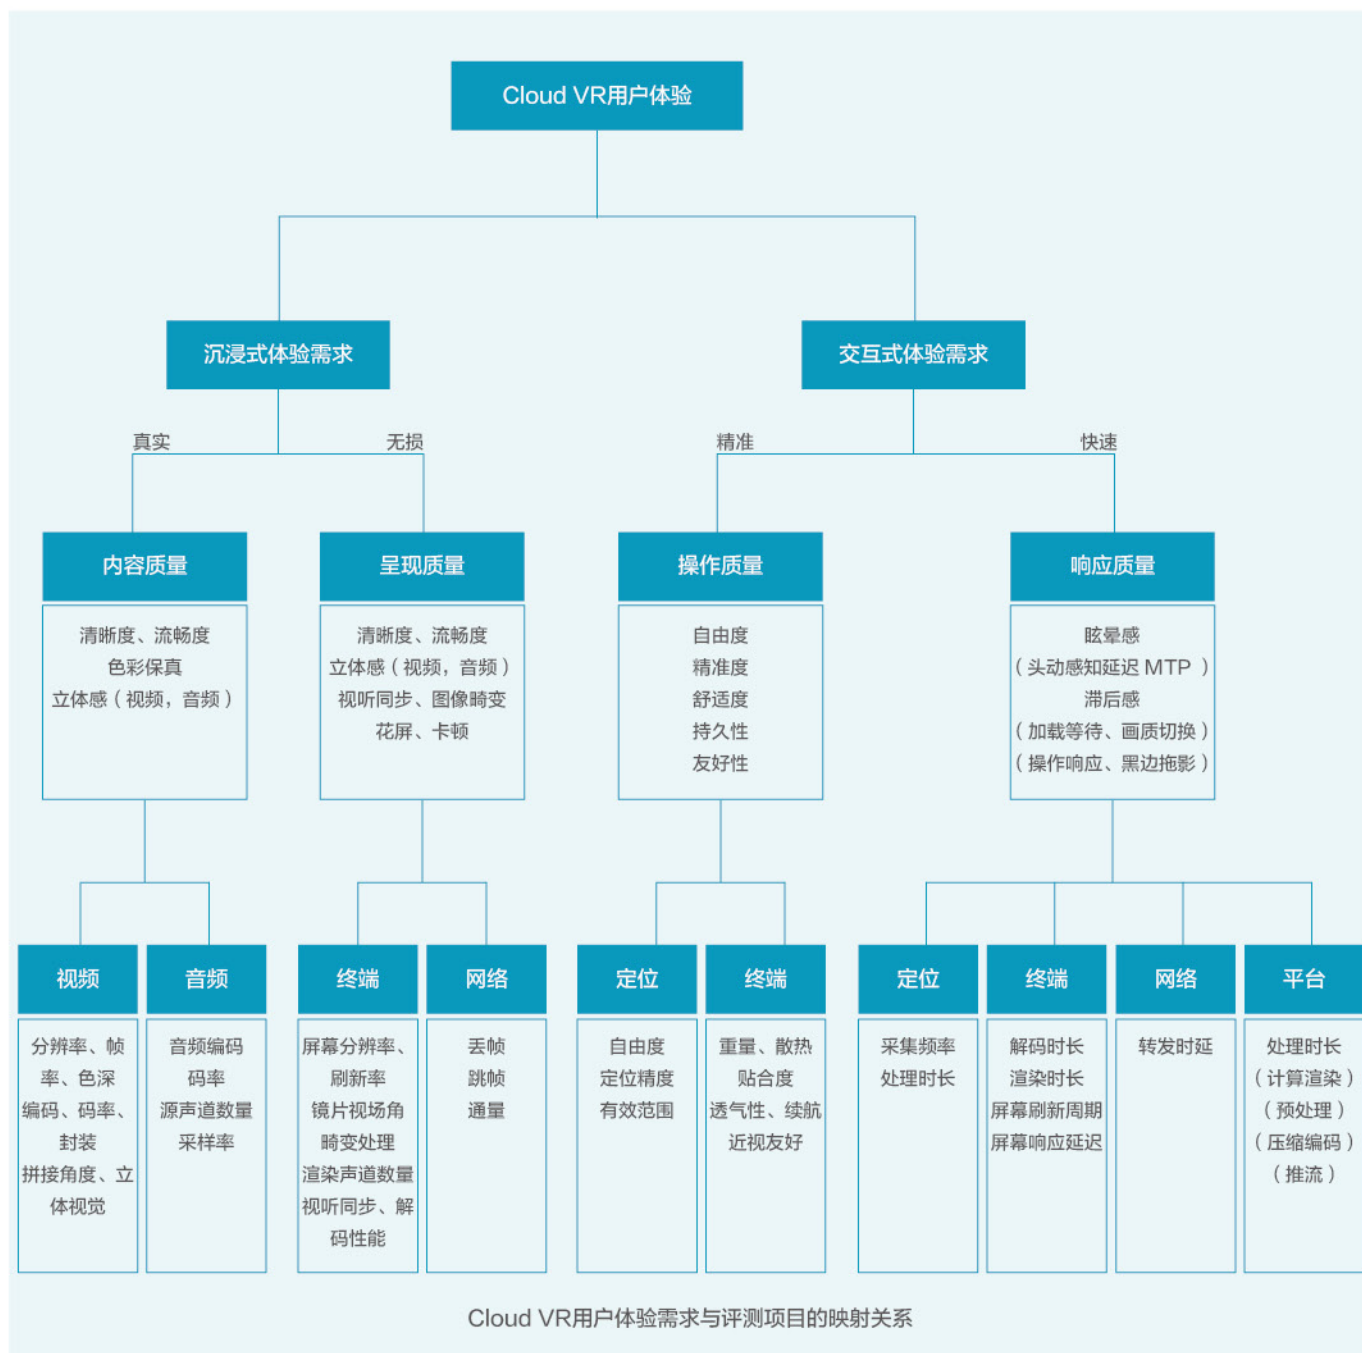 Cloud VR用户体验
沉浸式体验需求
交互式体验需求
真实
无损
精准
快速
内容质量
清晰度、流畅度
色彩保真
立体感（视频，音频）
呈现质量
清晰度、流畅度
立体感（视频，音频）
视听同步、图像畸变
花屏、卡顿
操作质量
自由度
精准度
舒适度
持久性
友好性
响应质量
眩晕感
（头动感知延迟 MTP）
滞后感
（加载等待、画质切换）
（操作响应、黑边拖影）
视频
分辨率、帧
率、色深
编码、码率、
封装
拼接角度、立
体视觉
音频
音频编码
码率
源声道数量
采样率
终端
屏幕分辨率、
刷新率
镜片视场角
畸变处理
渲染声道数量
视听同步、解
码性能
网络
丢帧
跳帧
通量
定位
自由度
定位精度
有效范围
终端
重量、散热
贴合度
透气性、续航
近视友好
定位
采集频率
处理时长
终端
解码时长
渲染时长
屏幕刷新周期
屏幕响应延迟
网络
转发时延
平台
处理时长
（计算渲染）
（预处理）
（压缩编码）
（推流）
Cloud VR用户体验需求与评测项目的映射关系